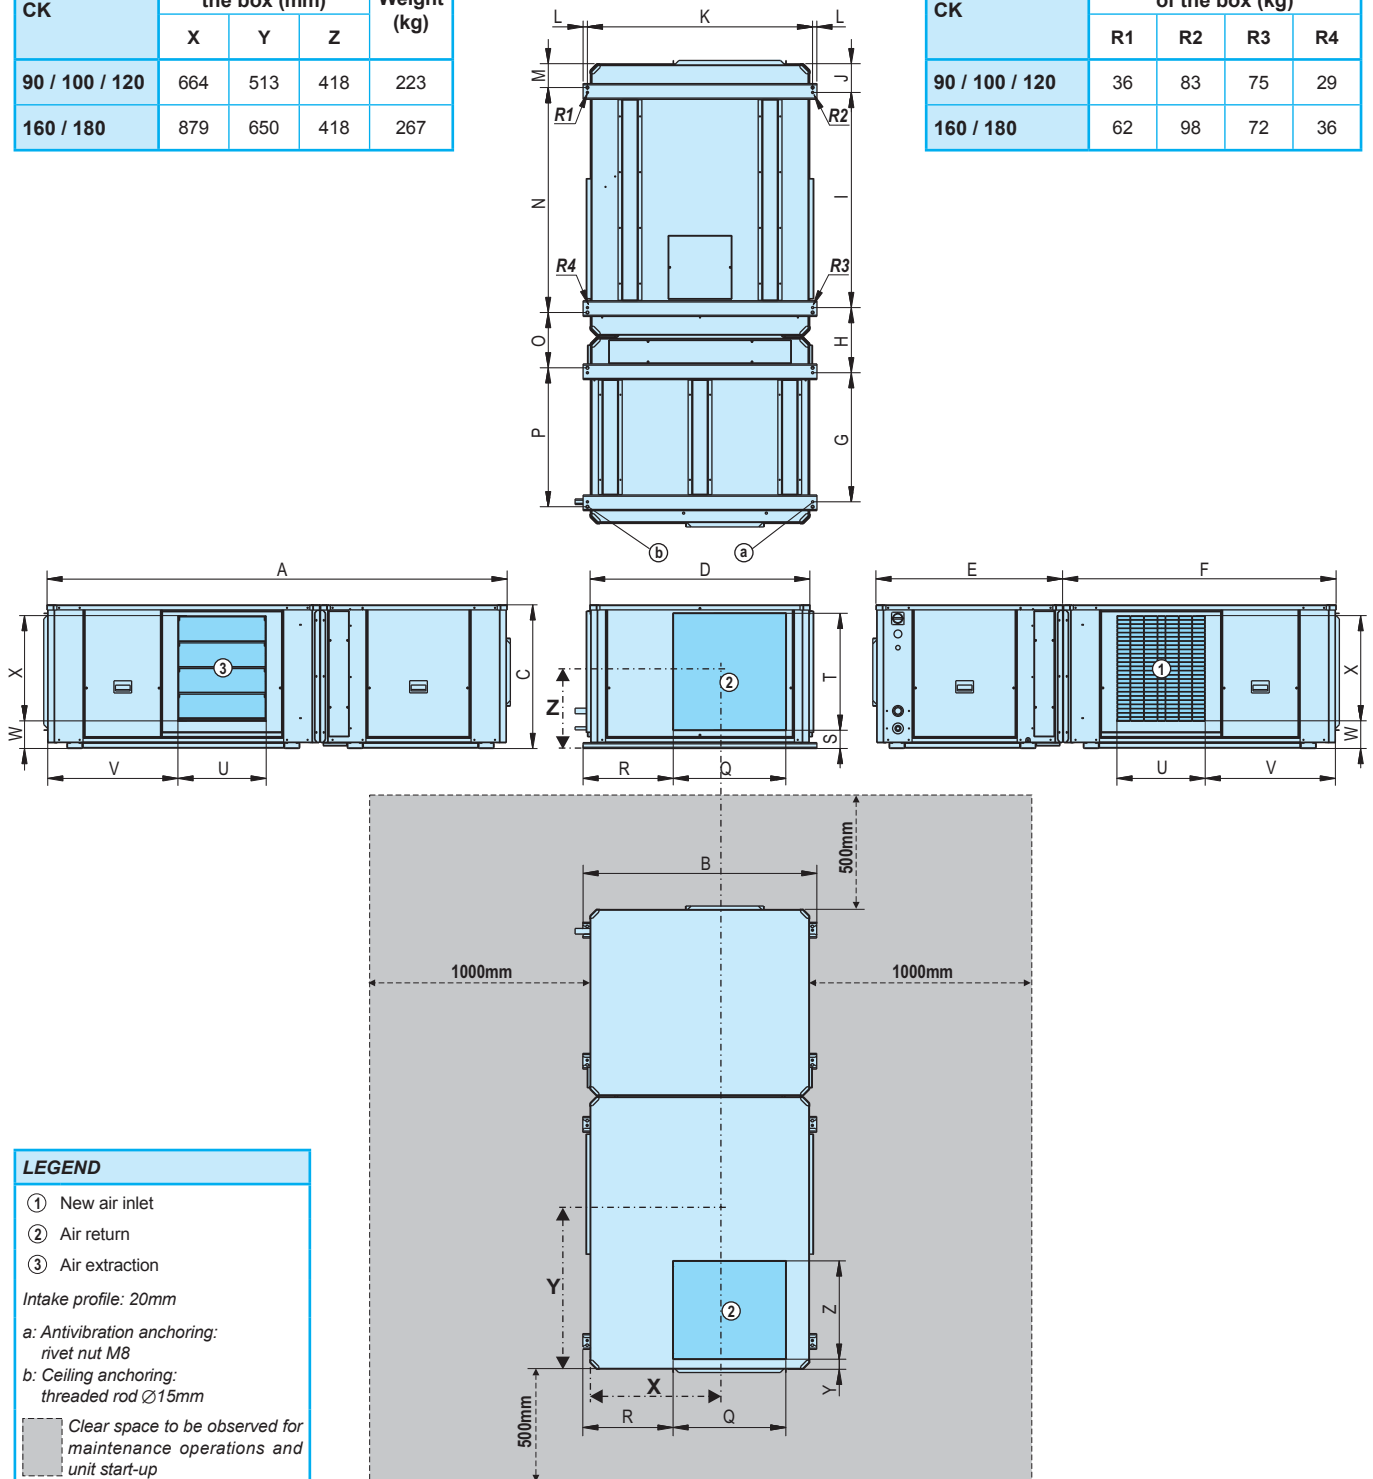 CK
the box (mm)
Weight
(kg)
X Y Z
90 / 100 / 120 664 513 418 223
160 / 180 879 650 418 267
CK
of the box (kg)
R1 R2 R3 R4
90 / 100 / 120 36 83 75 29
160 / 180 62 98 72 36
L K L
M J
R1 R2
N I
R4 R3
O H
P G
b a
A
D
E F
X 3 C
W
V U
Z 2 T
S
R Q
1 X
W
U V
500mm
B
1000mm 1000mm
Y
2 Z
X Y
R Q
500mm
LEGEND
1 New air inlet
2 Air return
3 Air extraction
Intake profile: 20mm
a: Antivibration anchoring:
rivet nut M8
b: Ceiling anchoring:
threaded rod ∅15mm
Clear space to be observed for
maintenance operations and
unit start-up